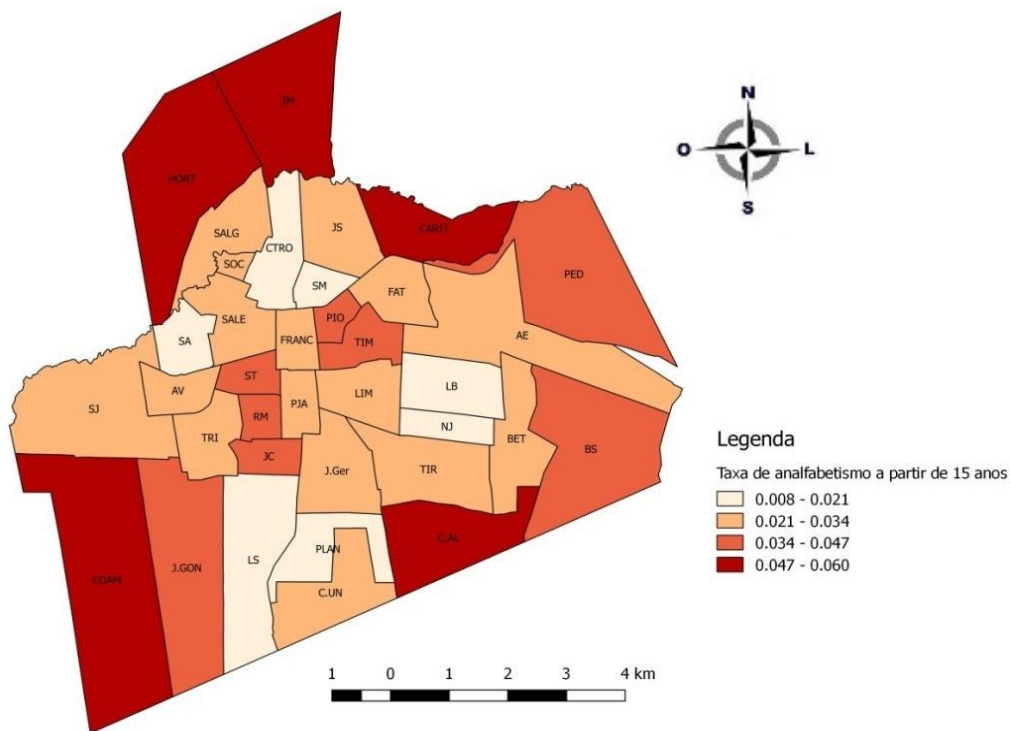 JM
N
HORT
O
L
S
SALG
JS
CARIT
CTRO
SOC
PED
SM
FAT
SALE
PIO
AE
SA
FRANC
TIM
ST
LB
AV
LIM
SJ
PJA
RM
NJ
TRI
BET
Legenda
JC
J.Ger
TIR
BS
Taxa de analfabetismo a partir de 15 anos
0.008 - 0.021
0.021 - 0.034
0.034 - 0.047
C.AL
PLAN
LS
0.047 - 0.060
J.GON
F.DAM
C.UN
1 0 1 2 3 4 km